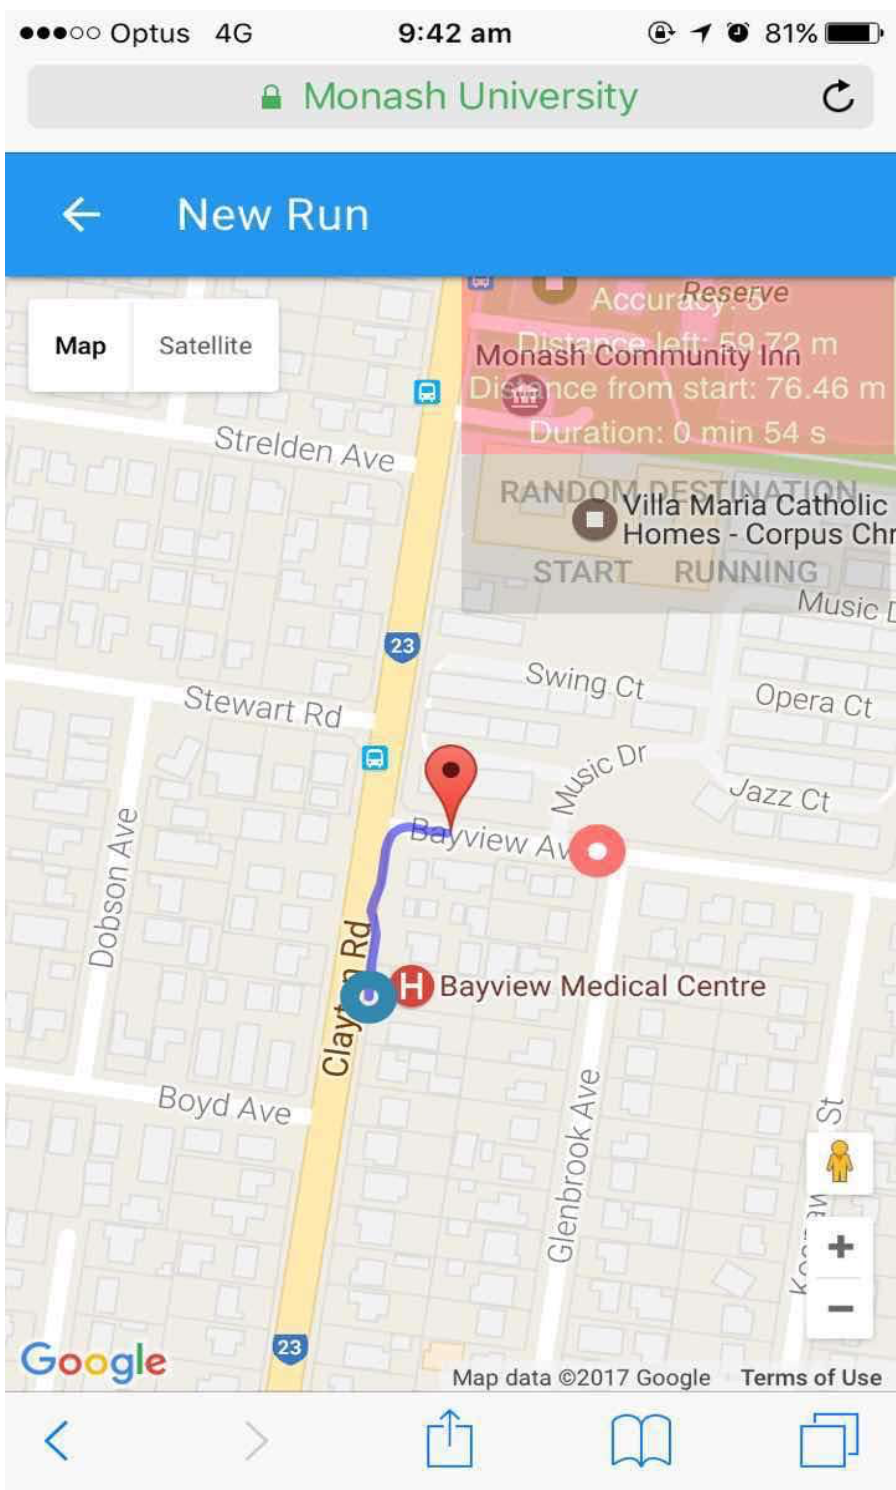 Optus 4G 9:42 am 81%
Monash University
New Run
Map Satellite
Reserve
Accuracy: 5
Distance left: 59.72 m
Monash Community Inn
Distance from start: 76.46 m
Duration: 0 min 54 s
Strelden Ave
RANDOM DESTINATION
Villa Maria Catholic
Homes - Corpus Chr
START RUNNING
Music D
23
Swing Ct
Stewart Rd
Opera Ct
Music Dr
Jazz Ct
Bayview Av
Dobson Ave
Clayton Rd
H Bayview Medical Centre
Boyd Ave
Glenbrook Ave
St
23
Google
Map data ©2017 Google Terms of Use